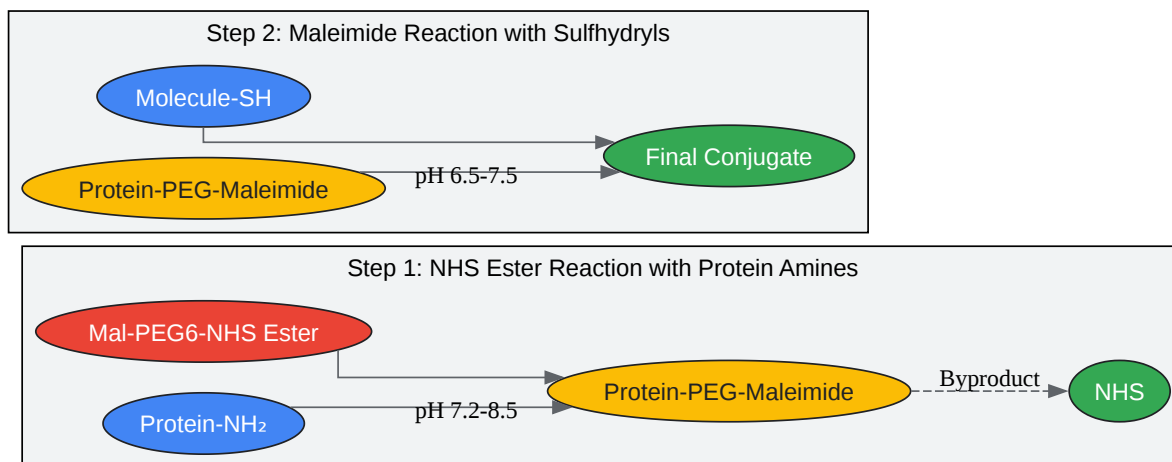 Step 2: Maleimide Reaction with Sulfhydryls
Molecule-SH
Final Conjugate
Protein-PEG-Maleimide
pH 6.5-7.5
Step 1: NHS Ester Reaction with Protein Amines
Mal-PEG6-NHS Ester
Protein-PEG-Maleimide
Byproduct
NHS
Protein-NH₂
pH 7.2-8.5